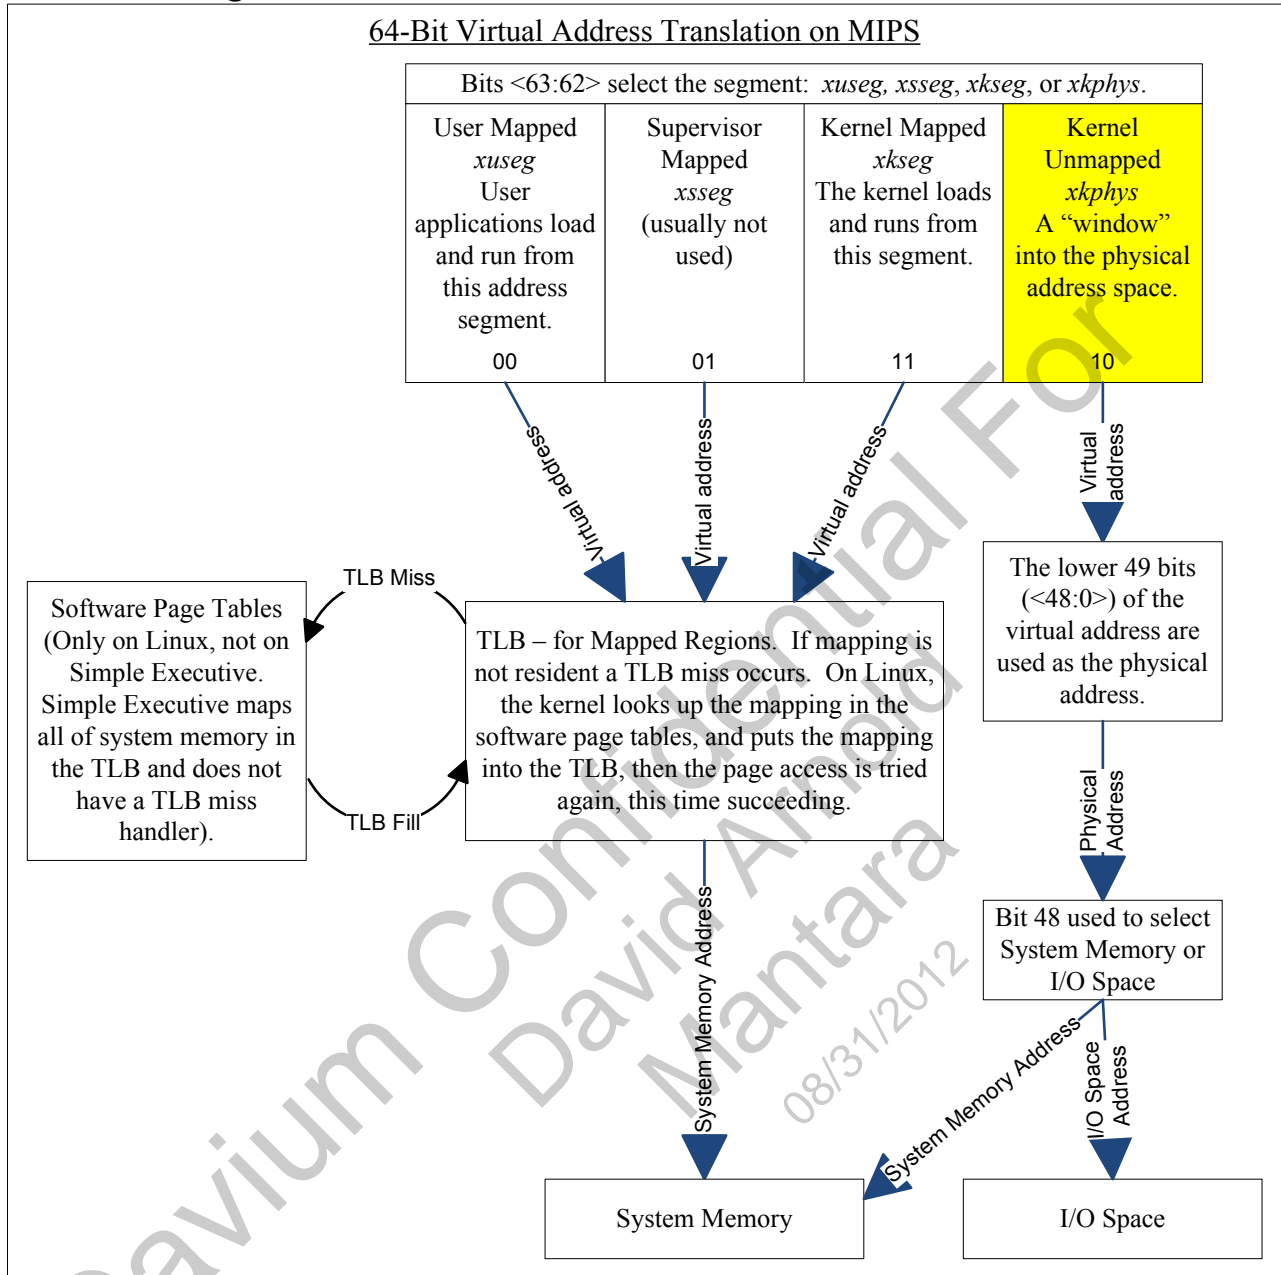 64-Bit Virtual Address Translation on MIPS
Bits <63:62> select the segment: xuseg, xsseg, xkseg, or xkphys.
User Mapped
xuseg
User
applications load
and run from
this address
segment.
00
Supervisor
Mapped
xsseg
(usually not
used)
01
Kernel Mapped
xkseg
The kernel loads
and runs from
this segment.
11
Kernel
Unmapped
xkphys
A “window”
into the physical
address space.
10
Virtual address
Virtual address
Virtual address
Virtual
address
TLB Miss
Software Page Tables
(Only on Linux, not on
Simple Executive.
Simple Executive maps
all of system memory in
the TLB and does not
have a TLB miss
handler).
TLB Fill
TLB – for Mapped Regions. If mapping is
not resident a TLB miss occurs. On Linux,
the kernel looks up the mapping in the
software page tables, and puts the mapping
into the TLB, then the page access is tried
again, this time succeeding.
The lower 49 bits
(<48:0>) of the
virtual address are
used as the physical
address.
Physical
Address
Bit 48 used to select
System Memory or
I/O Space
System Memory Address
System Memory Address
I/O Space
Address
System Memory
I/O Space
Confidential For
David Arnold
Mantara
08/31/2012